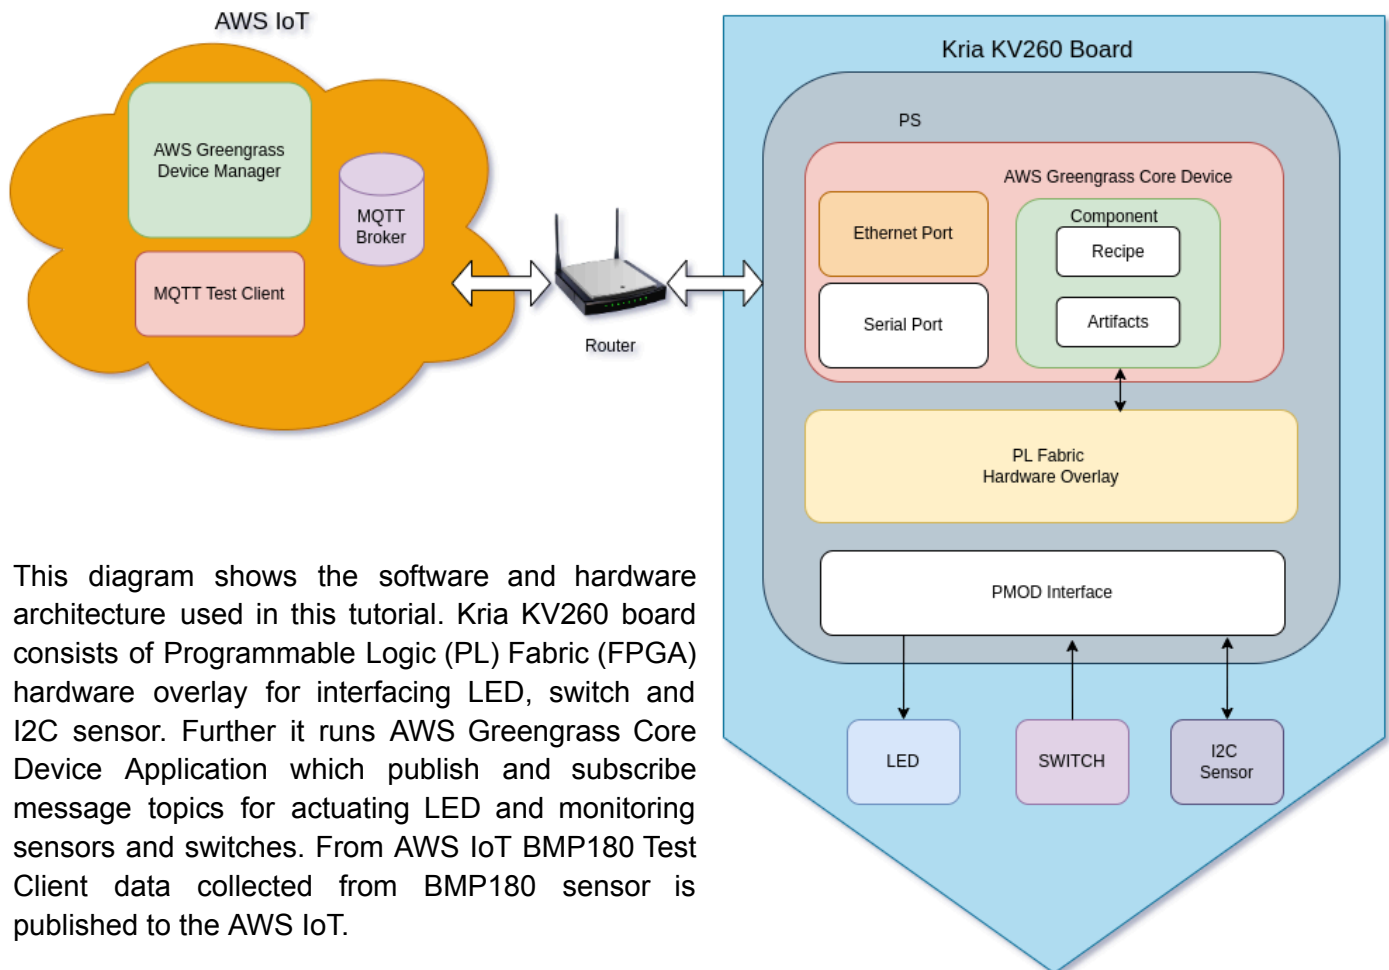 AWS IoT
AWS Greengrass
Device Manager
MQTT
Broker
MQTT Test Client
Router
Kria KV260 Board
PS
AWS Greengrass Core Device
Ethernet Port
Serial Port
Component
Recipe
Artifacts
PL Fabric
Hardware Overlay
PMOD Interface
LED
SWITCH
I2C
Sensor
This diagram shows the software and hardware
architecture used in this tutorial. Kria KV260 board
consists of Programmable Logic (PL) Fabric (FPGA)
hardware overlay for interfacing LED, switch and
I2C sensor. Further it runs AWS Greengrass Core
Device Application which publish and subscribe
message topics for actuating LED and monitoring
sensors and switches. From AWS IoT BMP180 Test
Client data collected from BMP180 sensor is
published to the AWS IoT.